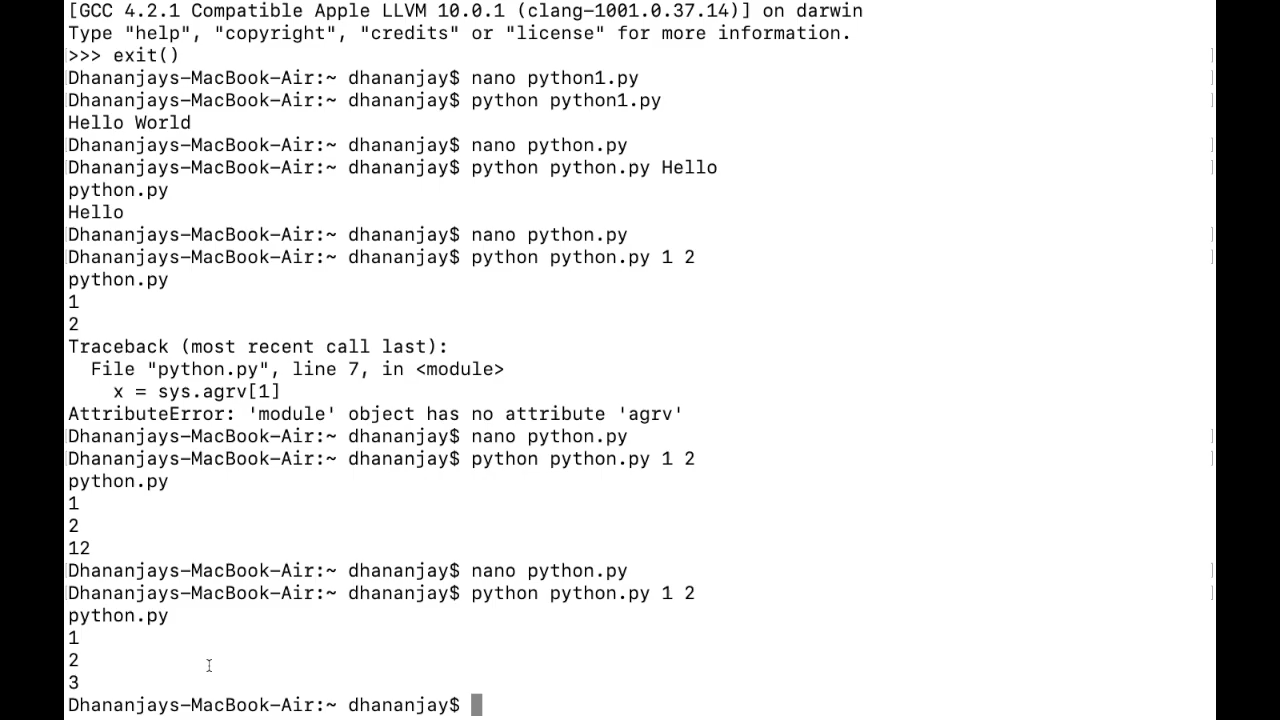 [GCC 4.2.1 Compatible Apple LLVM 10.0.1 (clang-1001.0.37.14)] on darwin
Type "help", "copyright", "credits" or "license" for more information.
>>> exit()
Dhananjays-MacBook-Air:~ dhananjay$ nano python1.py
Dhananjays-MacBook-Air:~ dhananjay$ python python1.py
Hello World
Dhananjays-MacBook-Air:~ dhananjay$ nano python.py
Dhananjays-MacBook-Air:~ dhananjay$ python python.py Hello
python.py
Hello
Dhananjays-MacBook-Air:~ dhananjay$ nano python.py
Dhananjays-MacBook-Air:~ dhananjay$ python python.py 1 2
python.py
1
2
Traceback (most recent call last):
  File "python.py", line 7, in <module>
    x = sys.agrv[1]
AttributeError: 'module' object has no attribute 'agrv'
Dhananjays-MacBook-Air:~ dhananjay$ nano python.py
Dhananjays-MacBook-Air:~ dhananjay$ python python.py 1 2
python.py
1
2
12
Dhananjays-MacBook-Air:~ dhananjay$ nano python.py
Dhananjays-MacBook-Air:~ dhananjay$ python python.py 1 2
python.py
1
2
3
Dhananjays-MacBook-Air:~ dhananjay$